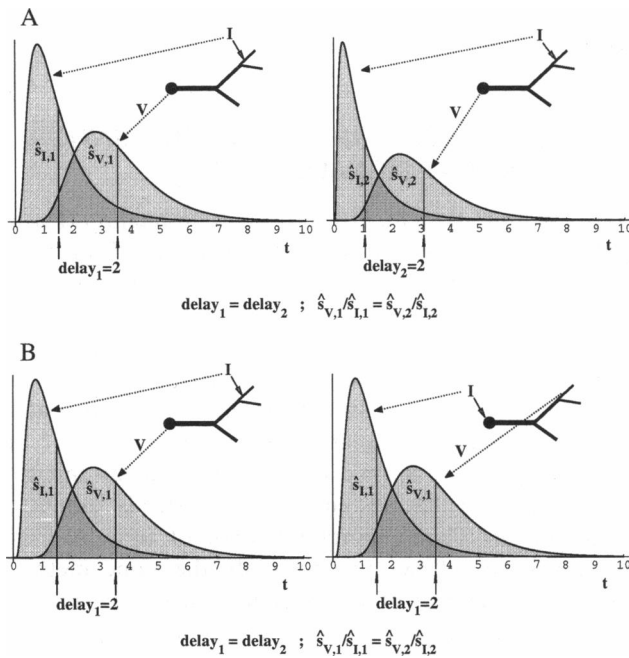 A
I
V
ŝI,1
ŝV,1
0 1 2 3 4 5 6 7 8 9 10
t
delay1=2
I
V
ŝI,2
ŝV,2
0 1 2 3 4 5 6 7 8 9 10
t
delay2=2
delay1 = delay2 ; ŝV,1/ŝI,1 = ŝV,2/ŝI,2
B
I
V
ŝI,1
ŝV,1
0 1 2 3 4 5 6 7 8 9 10
t
delay1=2
I
V
ŝI,1
ŝV,1
0 1 2 3 4 5 6 7 8 9 10
t
delay1=2
delay1 = delay2 ; ŝV,1/ŝI,1 = ŝV,2/ŝI,2